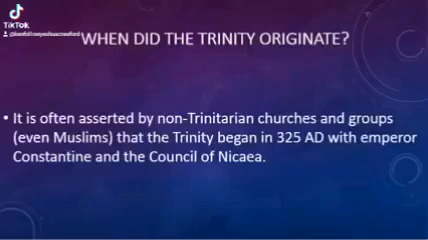 TikTok
WHEN DID THE TRINITY ORIGINATE?
• It is often asserted by non-Trinitarian churches and groups
(even Muslims) that the Trinity began in 325 AD with emperor
Constantine and the Council of Nicaea.